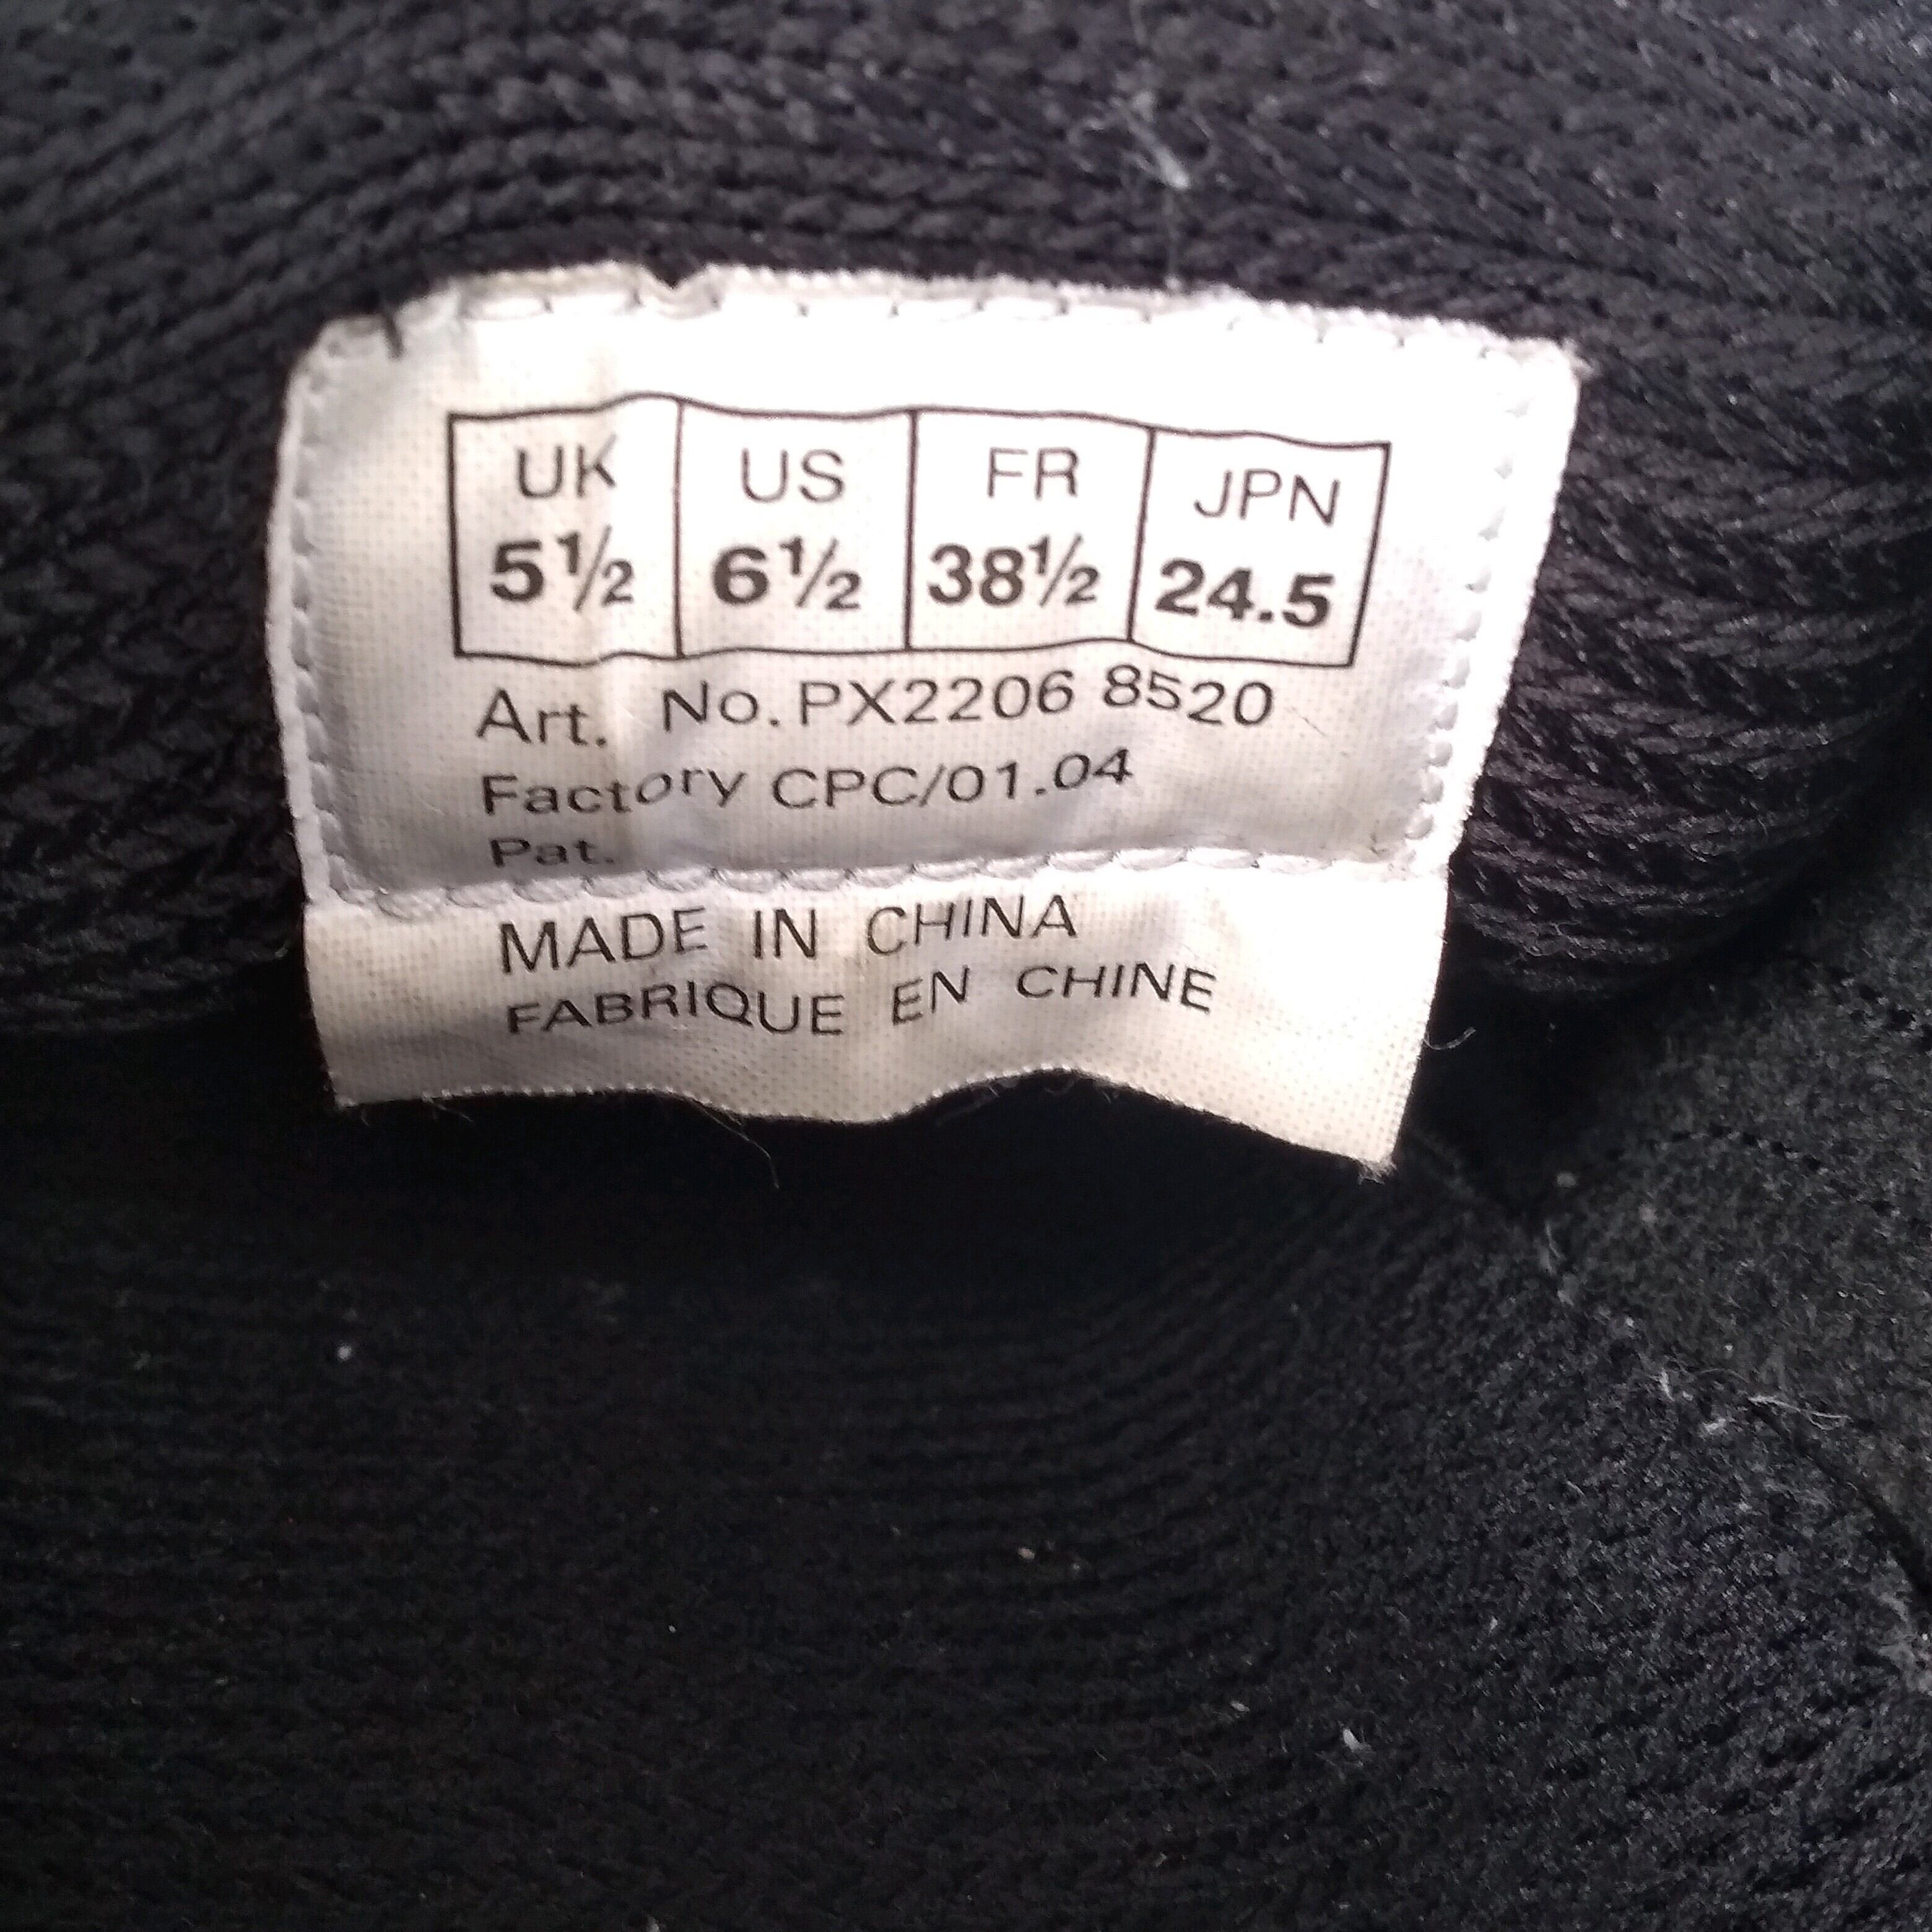 UK US FR JPN
5½ 6½ 38½ 24.5
Art. No. PX2206 8520
Factory CPC/01.04
Pat.
MADE IN CHINA
FABRIQUE EN CHINE